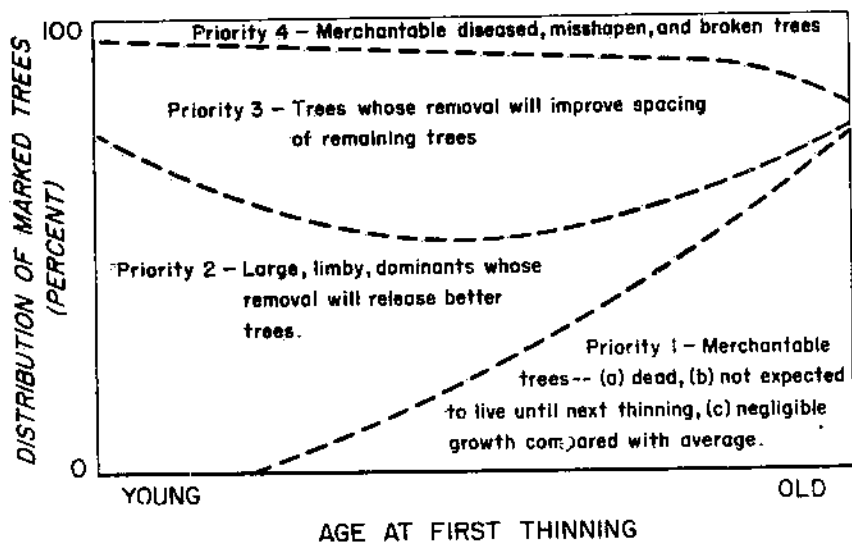 100
Priority 4 – Merchantable diseased, misshapen, and broken trees
Priority 3 – Trees whose removal will improve spacing
of remaining trees
DISTRIBUTION OF MARKED TREES
(PERCENT)
Priority 2 – Large, limby, dominants whose
removal will release better
trees.
Priority 1 – Merchantable
trees-- (a) dead, (b) not expected
to live until next thinning, (c) negligible
growth compared with average.
0
YOUNG
OLD
AGE AT FIRST THINNING